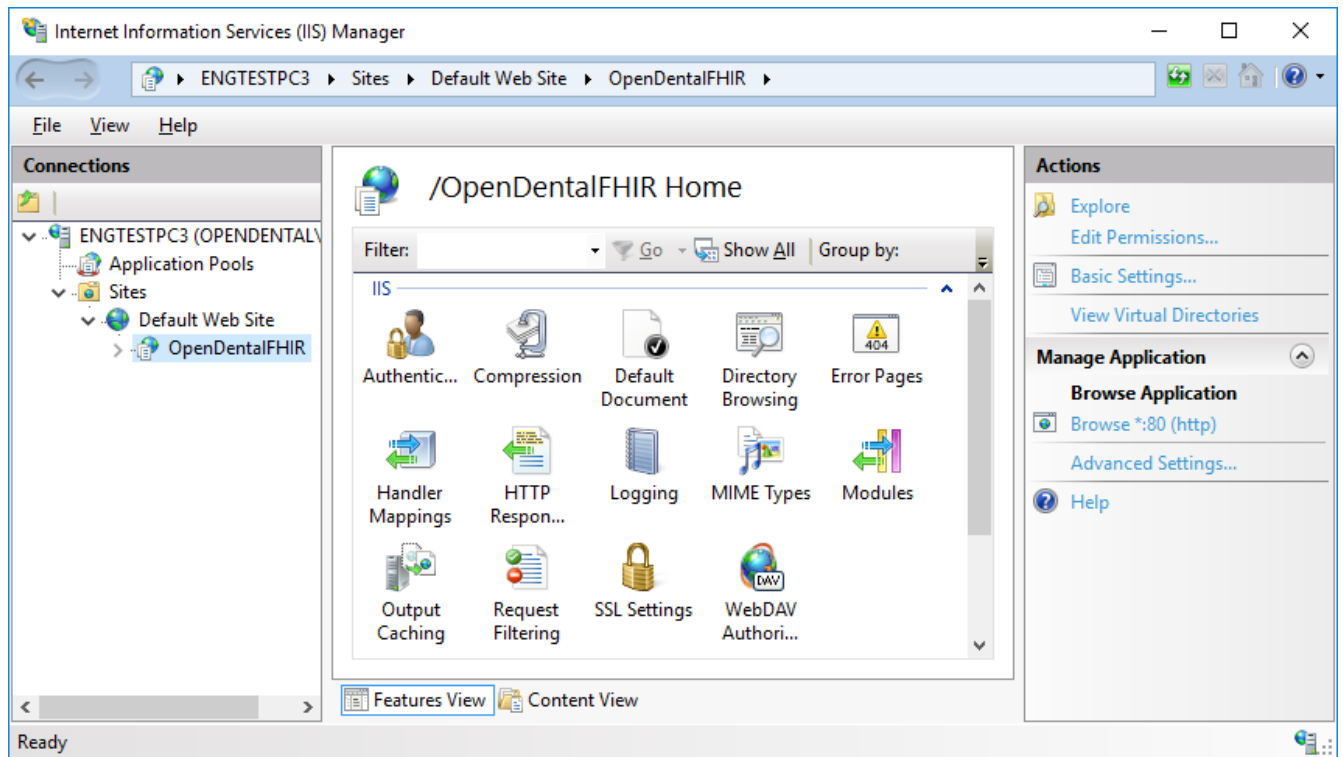 Internet Information Services (IIS) Manager
ENGTESTPC3 Sites Default Web Site OpenDentalFHIR
File View Help
Connections
ENGTESTPC3 (OPENDENTAL\
Application Pools
Sites
Default Web Site
OpenDentalFHIR
/OpenDentalFHIR Home
Filter: Go Show All Group by:
IIS
Authentic... Compression Default Document Directory Browsing Error Pages
404
Handler Mappings HTTP Respon... Logging MIME Types Modules
Output Caching Request Filtering SSL Settings WebDAV Authori...
DAV
Features View Content View
Actions
Explore
Edit Permissions...
Basic Settings...
View Virtual Directories
Manage Application
Browse Application
Browse *:80 (http)
Advanced Settings...
Help
Ready